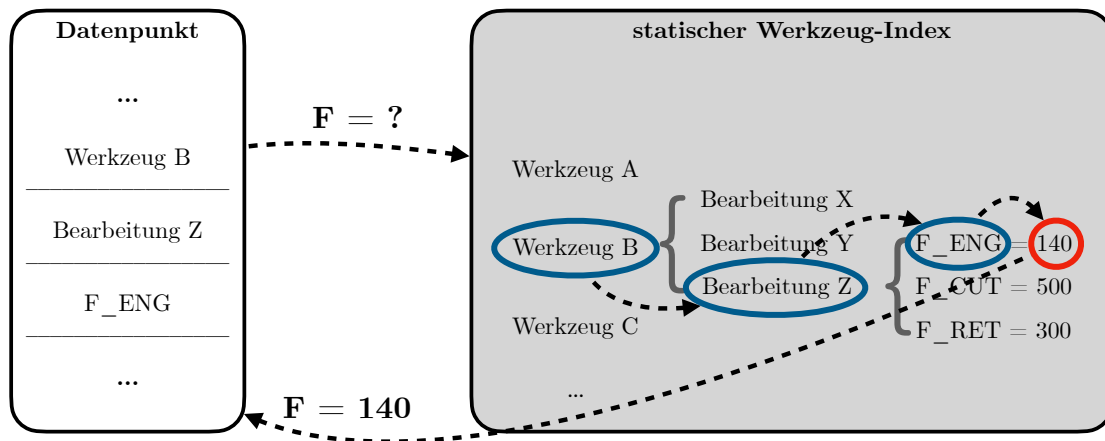 Datenpunkt
...
Werkzeug B
Bearbeitung Z
F_ENG
...
F = ?
F = 140
statischer Werkzeug-Index
Werkzeug A
Bearbeitung X
Werkzeug B
Bearbeitung Y
F_ENG = 140
Bearbeitung Z
F_CUT = 500
Werkzeug C
F_RET = 300
...